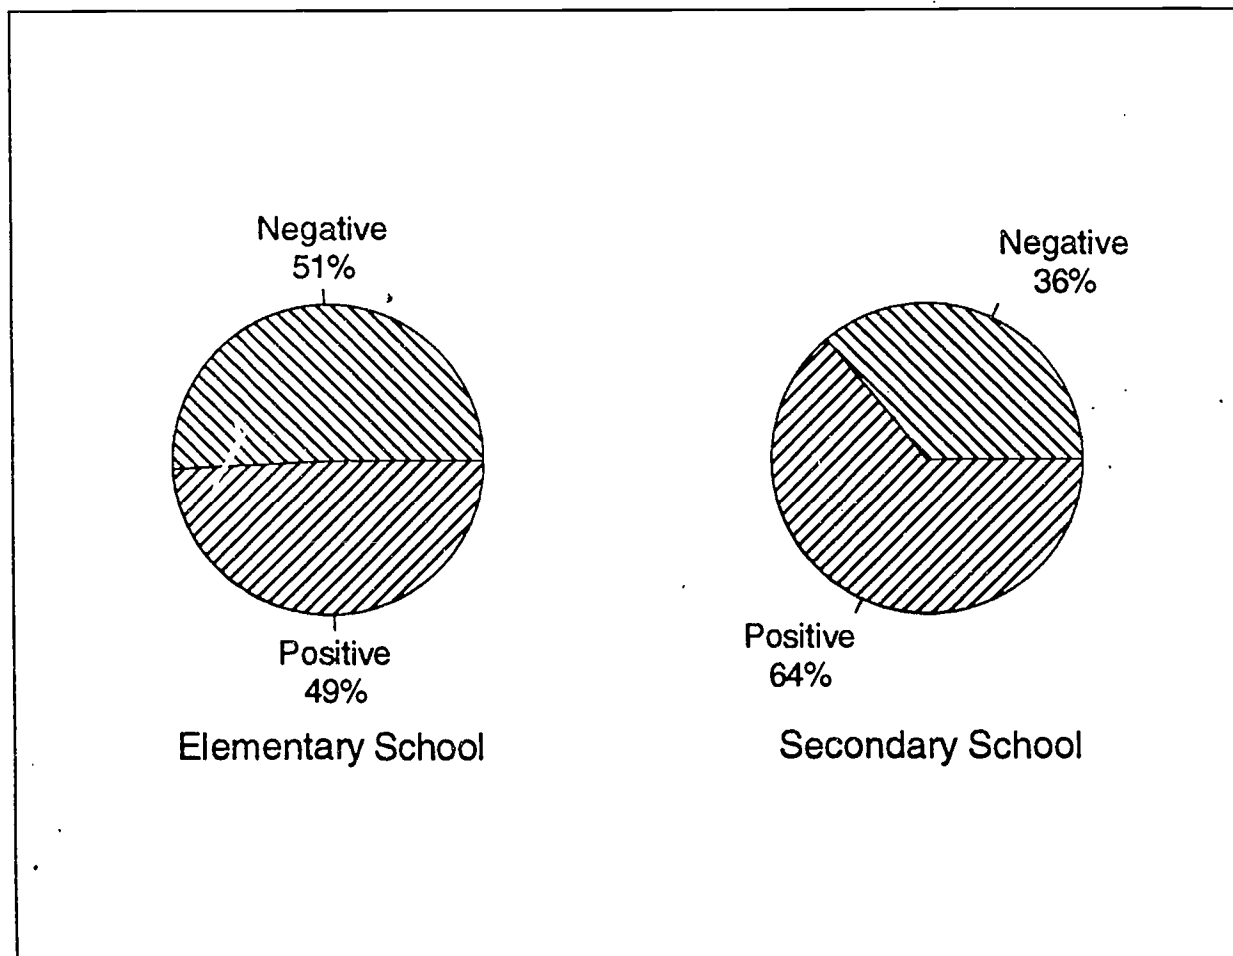 Negative
51%
Positive
49%
Elementary School
Negative
36%
Positive
64%
Secondary School